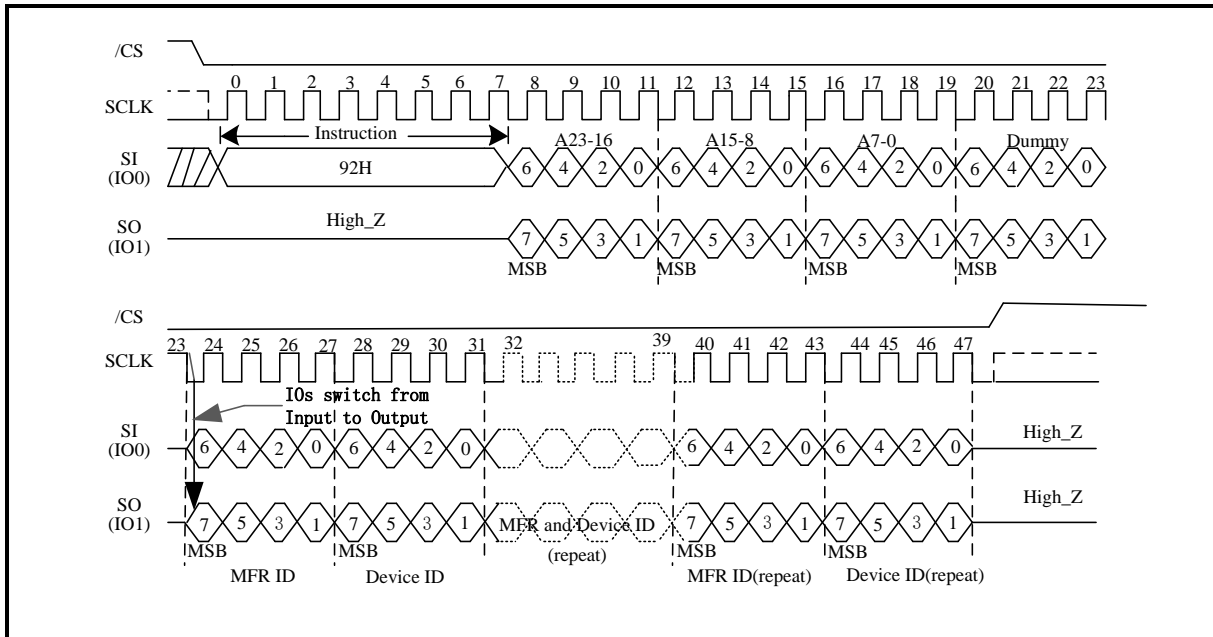 /CS
0 1 2 3 4 5 6 7 8 9 10 11 12 13 14 15 16 17 18 19 20 21 22 23
SCLK
Instruction A23-16 A15-8 A7-0 Dummy
SI
(IO0)
92H 6 4 2 0 6 4 2 0 6 4 2 0 6 4 2 0
SO
(IO1)
High_Z 7 5 3 1 7 5 3 1 7 5 3 1 7 5 3 1
MSB MSB MSB MSB
/CS
23 24 25 26 27 28 29 30 31 32 39 40 41 42 43 44 45 46 47
SCLK
IOs switch from
Input to Output
SI
(IO0)
6 4 2 0 6 4 2 0 6 4 2 0 6 4 2 0 High_Z
SO
(IO1)
7 5 3 1 7 5 3 1 MFR and Device ID 7 5 3 1 7 5 3 1 High_Z
MSB MSB (repeat) MSB MSB
MFR ID Device ID MFR ID(repeat) Device ID(repeat)